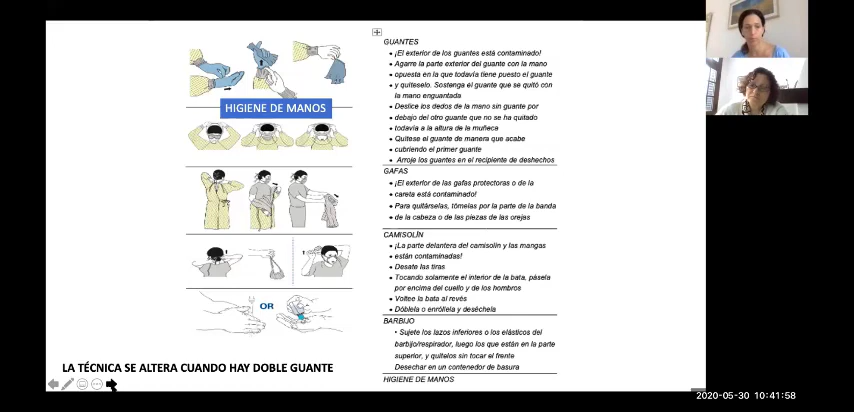 HIGIENE DE MANOS
OR
LA TÉCNICA SE ALTERA CUANDO HAY DOBLE GUANTE
GUANTES
• ¡El exterior de los guantes está contaminado!
• Agarre la parte exterior del guante con la mano
• opuesta en la que todavía tiene puesto el guante
• y quíteselo. Sostenga el guante que se quitó con
la mano enguantada
• Deslice los dedos de la mano sin guante por
• debajo del otro guante que no se ha quitado
• todavía a la altura de la muñeca
• Quítese el guante de manera que acabe
• cubriendo el primer guante
• Arroje los guantes en el recipiente de deshechos
GAFAS
• ¡El exterior de las gafas protectoras o de la
• careta está contaminado!
• Para quitárselas, tómelas por la parte de la banda
• de la cabeza o de las piezas de las orejas
CAMISOLÍN
• ¡La parte delantera del camisolín y las mangas
• están contaminadas!
• Desate las tiras
• Tocando solamente el interior de la bata, pásela
por encima del cuello y de los hombros
• Voltee la bata al revés
• Dóblela o enróllela y deséchela
BARBIJO
• Sujete los lazos inferiores o los elásticos del
barbijo/respirador, luego los que están en la parte
superior, y quítelos sin tocar el frente
Desechar en un contenedor de basura
HIGIENE DE MANOS
2020-05-30 10:41:58